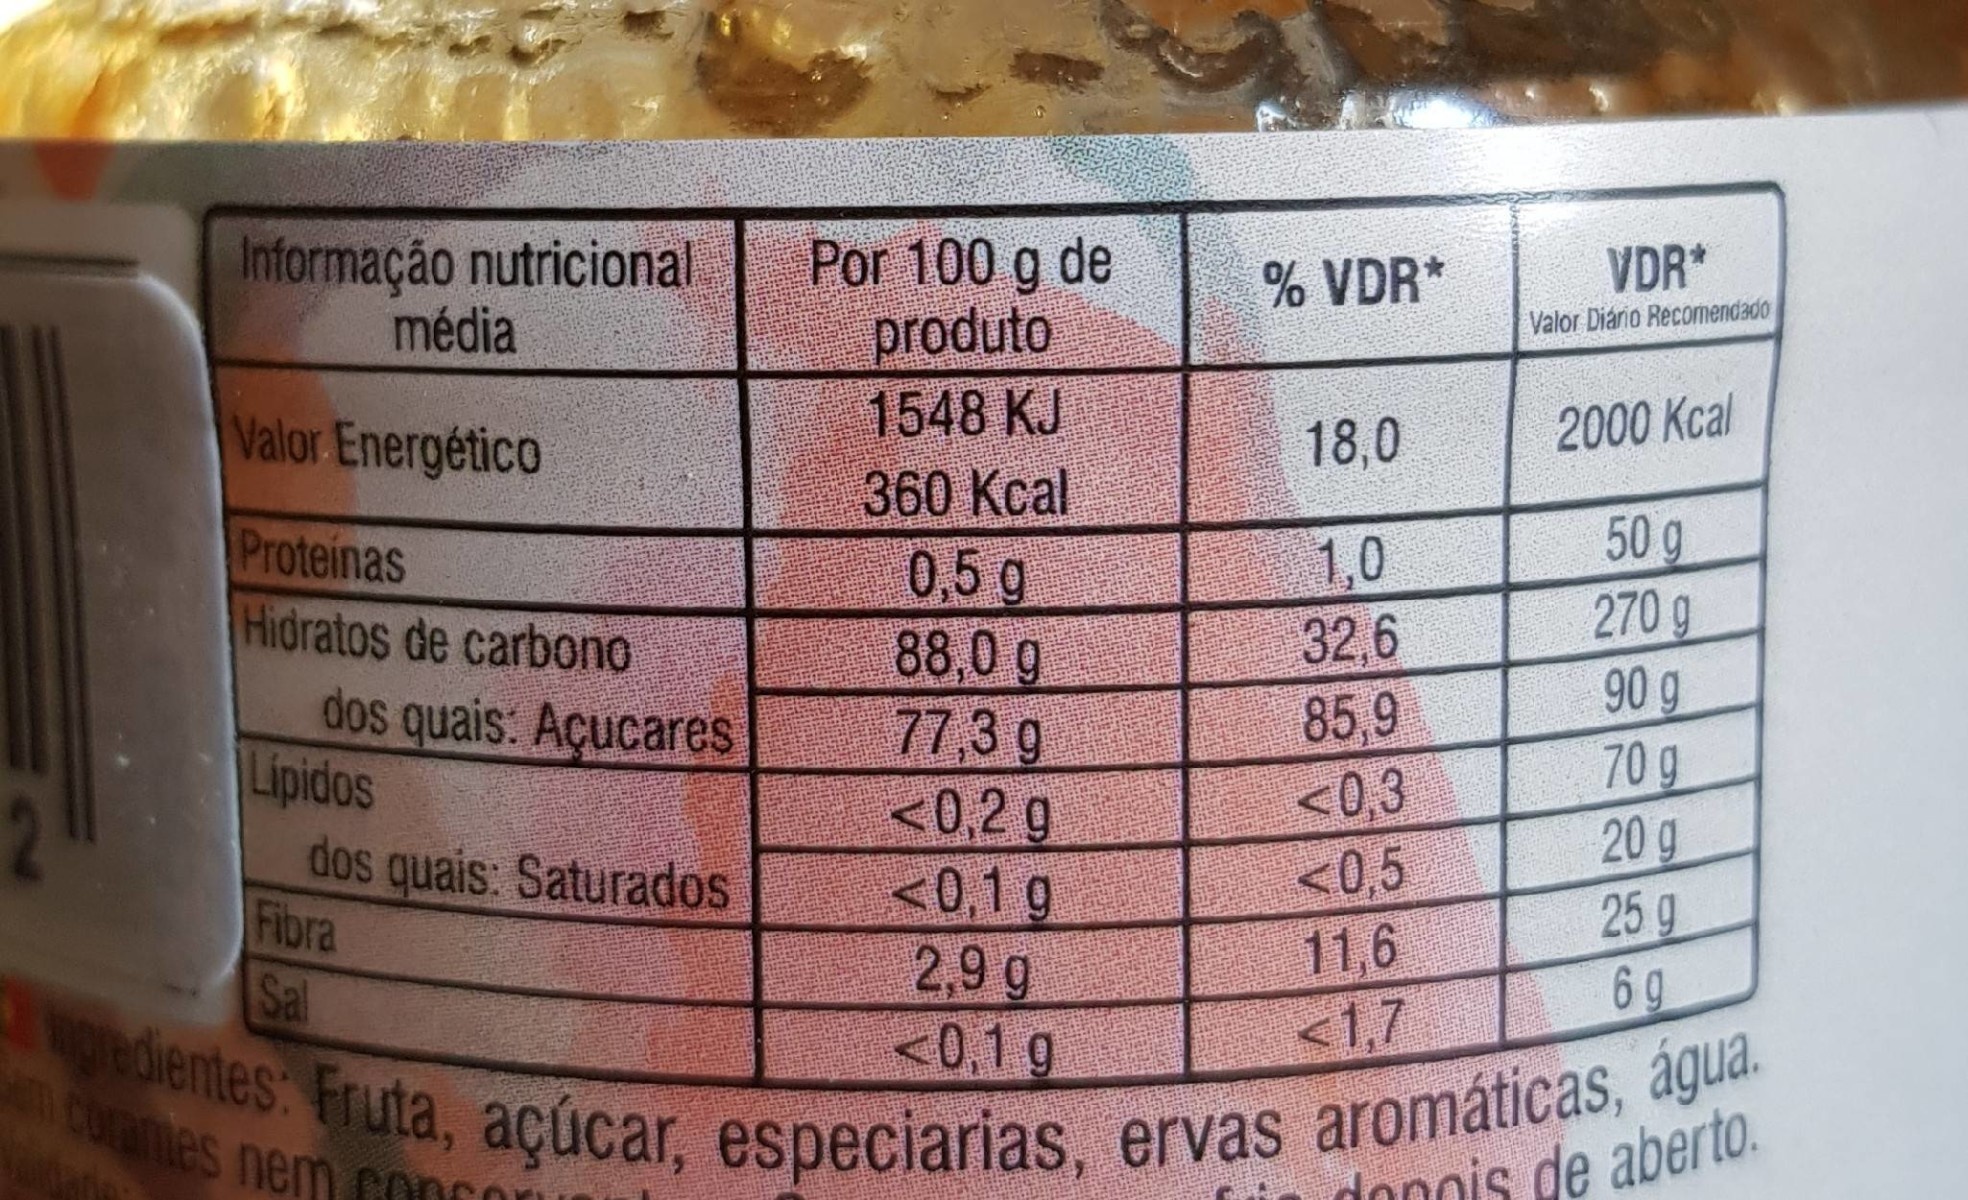 Informação nutricional média | Por 100 g de produto | % VDR* | VDR* Valor Diário Recomendado
Valor Energético | 1548 KJ 360 Kcal | 18,0 | 2000 Kcal
Proteínas | 0,5 g | 1,0 | 50 g
Hidratos de carbono | 88,0 g | 32,6 | 270 g
dos quais: Açucares | 77,3 g | 85,9 | 90 g
Lípidos | <0,2 g | <0,3 | 70 g
dos quais: Saturados | <0,1 g | <0,5 | 20 g
Fibra | 2,9 g | 11,6 | 25 g
Sal | <0,1 g | <1,7 | 6 g
2
Ingredientes: Fruta, açúcar, especiarias, ervas aromáticas, água.
corantes nem depois de aberto.